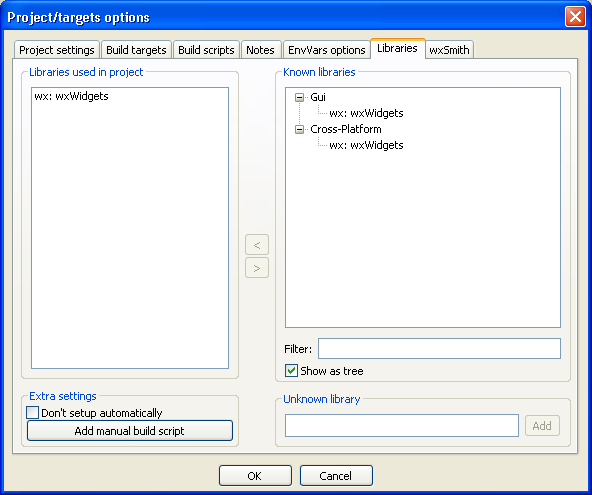 Project/targets options
Project settings
Build targets
Build scripts
Notes
EnvVars options
Libraries
wxSmith
Libraries used in project
wx: wxWidgets
Known libraries
Gui
wx: wxWidgets
Cross-Platform
wx: wxWidgets
<
>
Filter:
Show as tree
Extra settings
Don't setup automatically
Add manual build script
Unknown library
Add
OK
Cancel